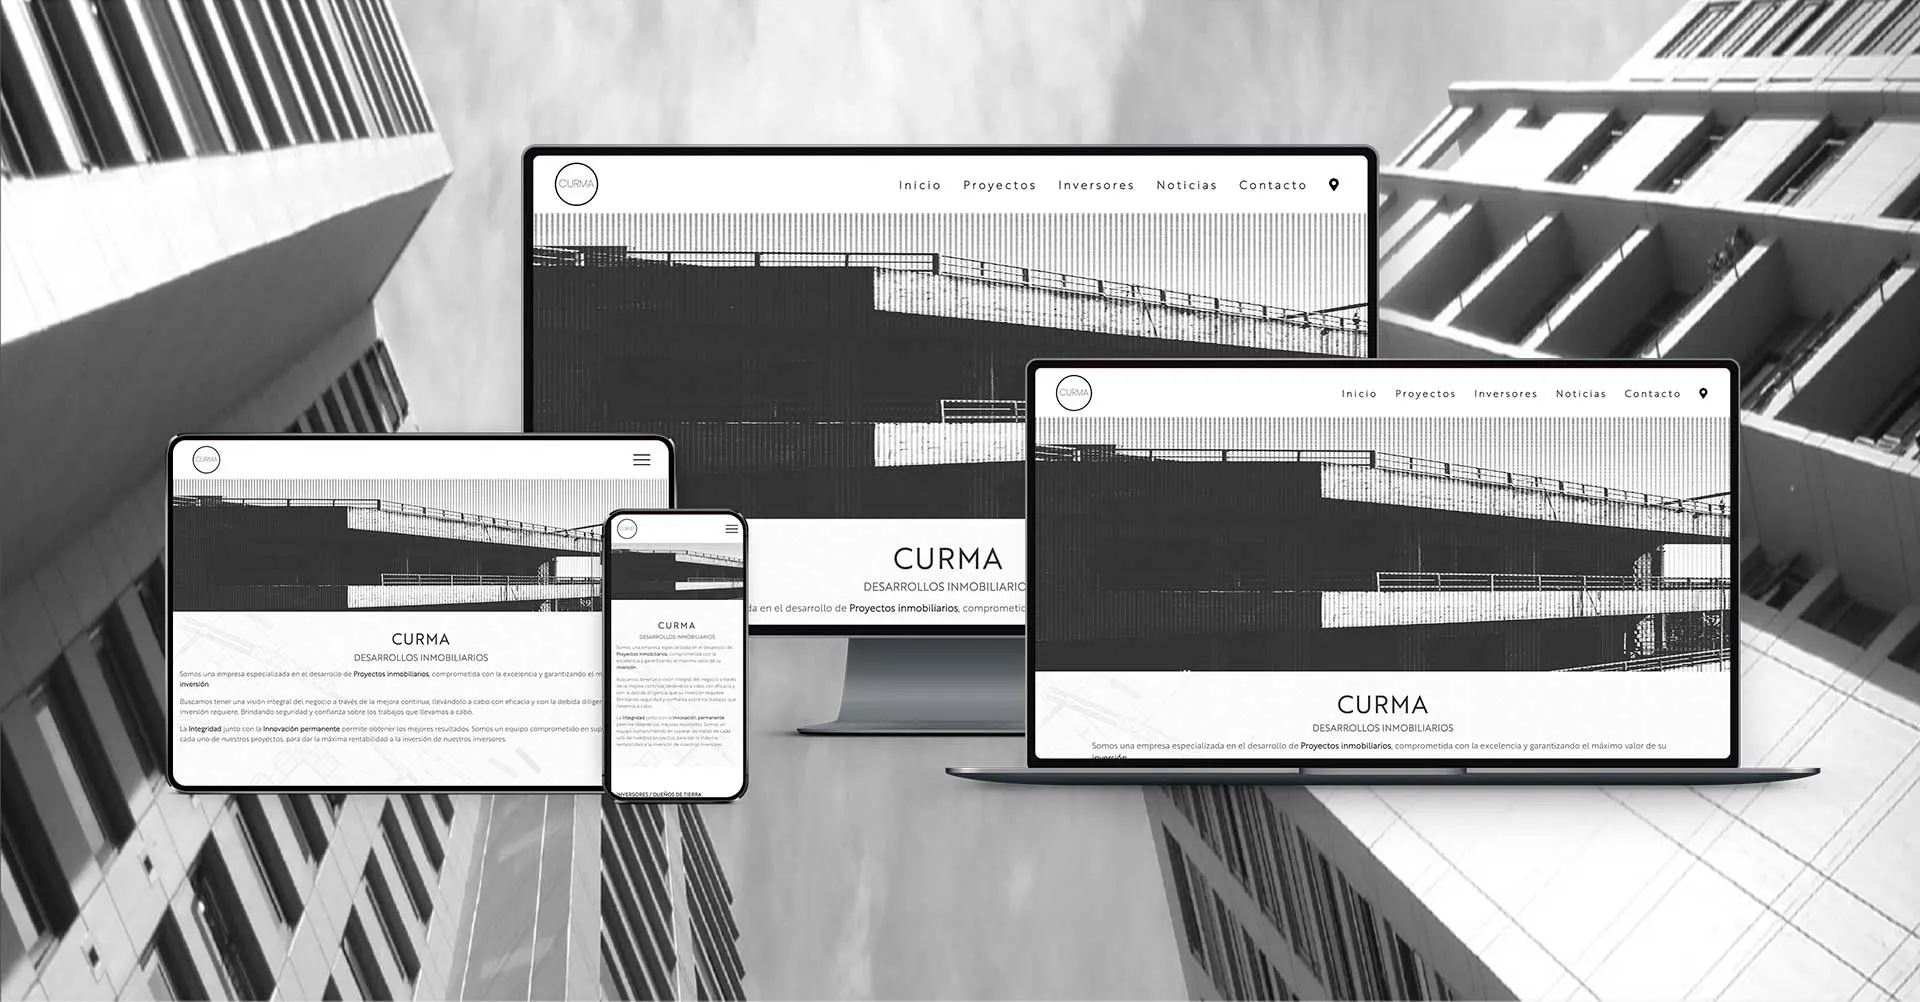 CURMA
Inicio Proyectos Inversores Noticias Contacto
CURMA
DESARROLLOS INMOBILIARIO
da en el desarrollo de Proyectos inmobiliarios, comprometic
CURMA
Inicio Proyectos Inversores Noticias Contacto
CURMA
DESARROLLOS INMOBILIARIOS
Somos una empresa especializada en el desarrollo de Proyectos inmobiliarios, comprometida con la excelencia y garantizando el máximo valor de su
inversión
CURMA
CURMA
DESARROLLOS INMOBILIARIOS
Somos una empresa especializada en el desarrollo de Proyectos inmobiliarios, comprometida con la excelencia y garantizando el m
inversión.
Buscamos tener una visión integral del negocio a través de la mejora continua, llevándolo a cabo con eficacia y con la debida diliger
inversión requiere. Brindando seguridad y confianza sobre los trabajos que llevamos a cabo.
La Integridad junto con la Innovación permanente permite obtener los mejores resultados. Somos un equipo comprometido en sup
cada uno de nuestros proyectos, para dar la máxima rentabilidad a la inversión de nuestros inversores.
CURMA
CURMA
DESARROLLOS INMOBILIARIOS
Somos una empresa especializada en el desarrollo de
Proyectos inmobiliarios, comprometida con la
excelencia y garantizando el máximo valor de su
inversión.
Buscamos tener una visión integral del negocio a través
de la mejora continua, llevándolo a cabo con eficacia y
con la debida diligencia que su inversión requiere.
Brindando seguridad y confianza sobre los trabajos que
llevamos a cabo.
La Integridad junto con la Innovación permanente
permite obtener los mejores resultados. Somos un
equipo comprometido en superar las metas de cada
uno de nuestros proyectos, para dar la máxima
rentabilidad a la inversión de nuestros inversores.
INVERSORES / DUEÑOS DE TIERRA